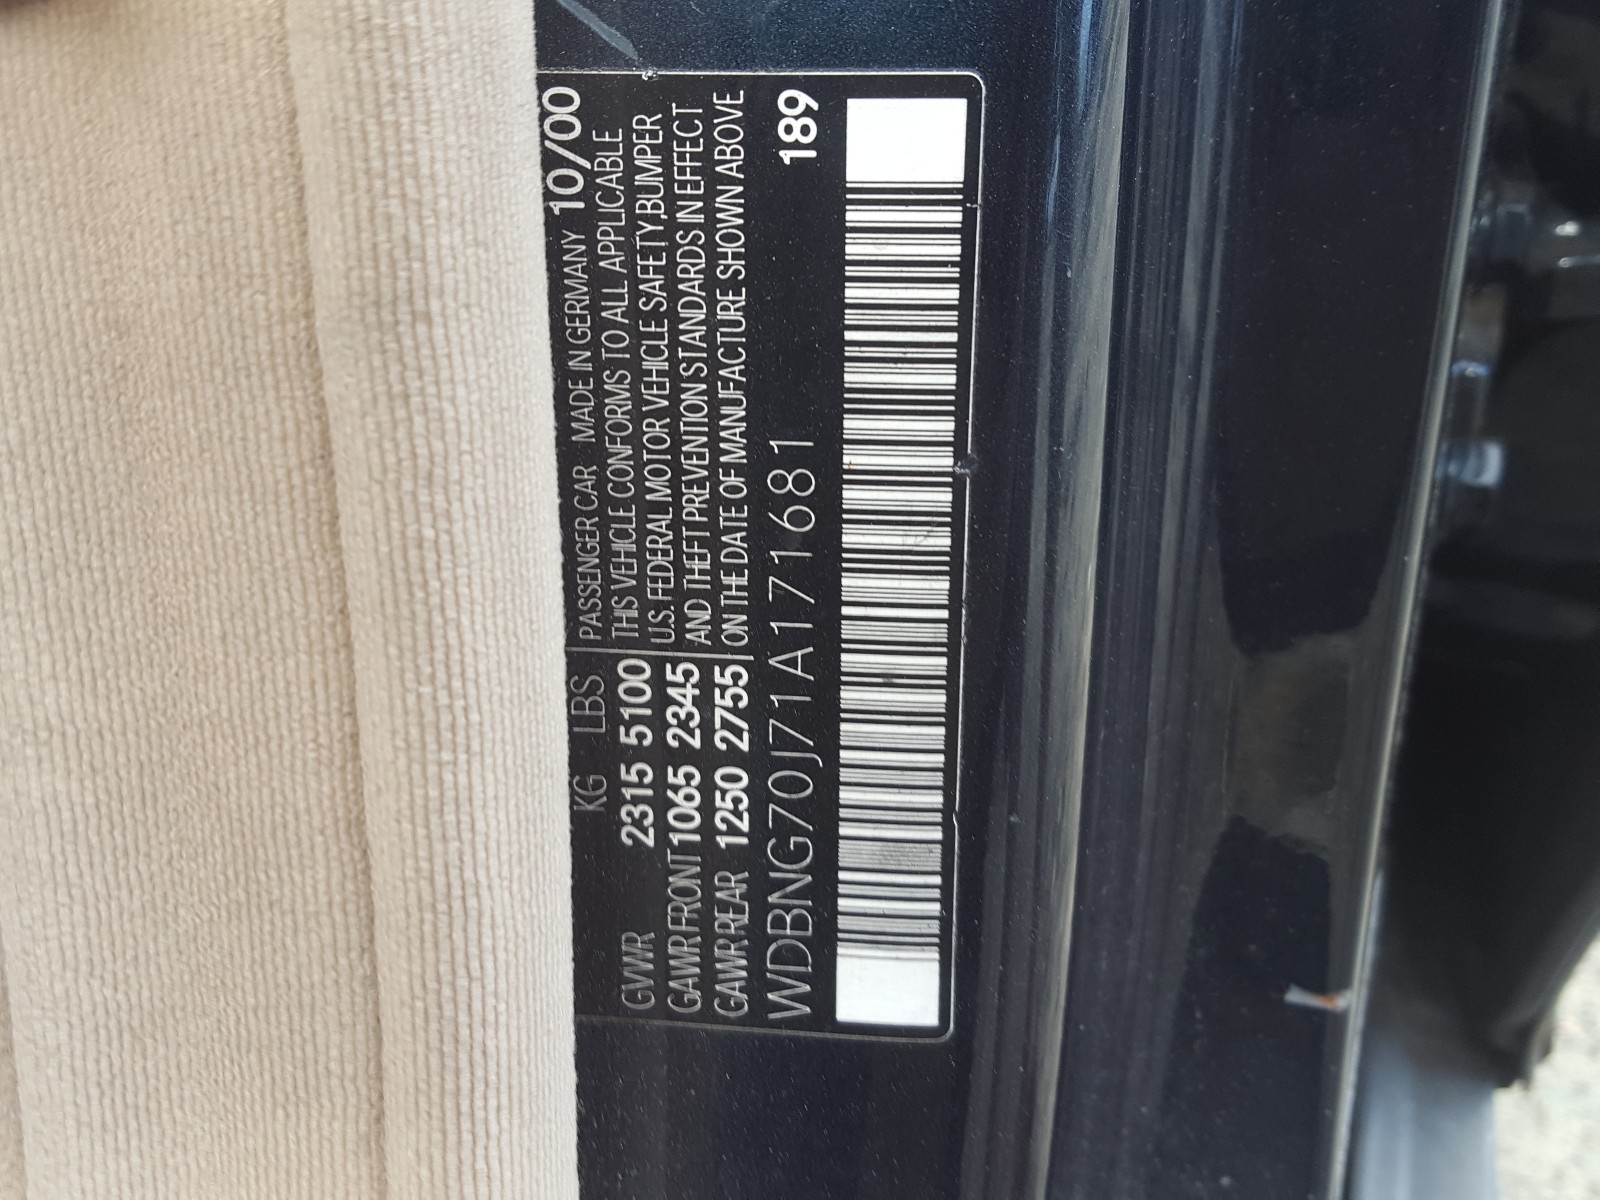 KG LBS
GVWR 2315 5100
GAWR FRONT 1065 2345
GAWR REAR 1250 2755
PASSENGER CAR MADE IN GERMANY 10/00
THIS VEHICLE CONFORMS TO ALL APPLICABLE
U.S. FEDERAL MOTOR VEHICLE SAFETY,BUMPER
AND THEFT PREVENTION STANDARDS IN EFFECT
ON THE DATE OF MANUFACTURE SHOWN ABOVE
WDBNG70J71A171681
189